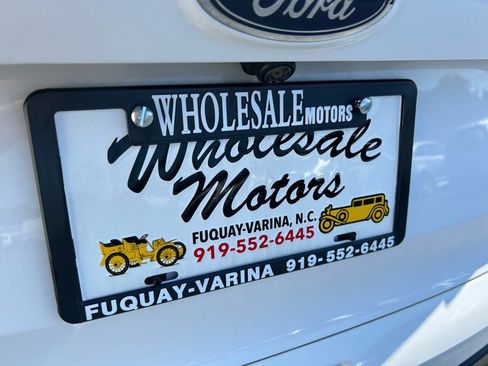 Ford
WHOLESALE MOTORS
Wholesale
Motors
FUQUAY-VARINA, N.C.
919-552-6445
FUQUAY-VARINA 919-552-6445